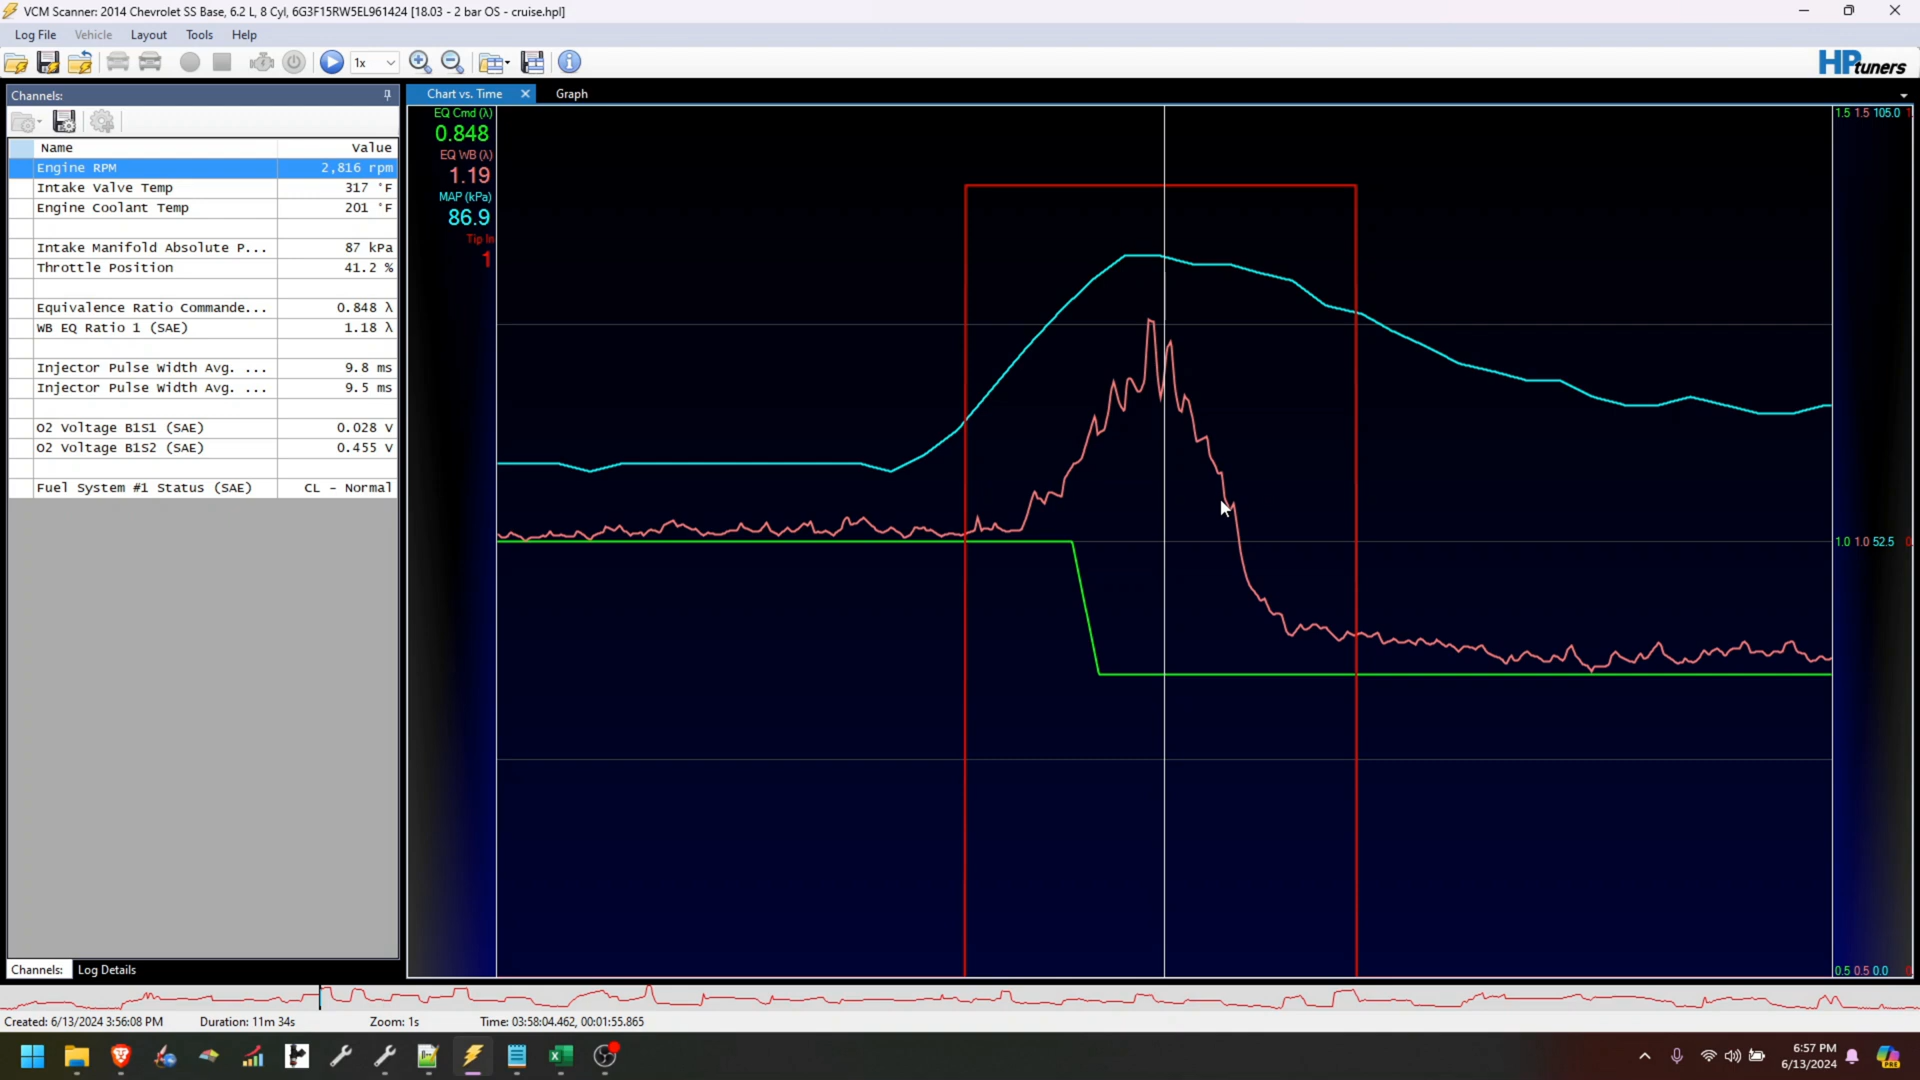 VCM Scanner: 2014 Chevrolet SS Base, 6.2 L, 8 Cyl, 6G3F15RW5EL961424 [18.03 - 2 bar OS - cruise.hpl]
Log File Vehicle Layout Tools Help
1x
HPtuners
Channels:
Chart vs. Time Graph
Name Value
Engine RPM 2,816 rpm
Intake Valve Temp 317 °F
Engine Coolant Temp 201 °F
Intake Manifold Absolute P... 87 kPa
Throttle Position 41.2 %
Equivalence Ratio Commande... 0.848 λ
WB EQ Ratio 1 (SAE) 1.18 λ
Injector Pulse Width Avg. ... 9.8 ms
Injector Pulse Width Avg. ... 9.5 ms
O2 Voltage B1S1 (SAE) 0.028 V
O2 Voltage B1S2 (SAE) 0.455 V
Fuel System #1 Status (SAE) CL - Normal
EQ Cmd (λ)
0.848
EQ WB (λ)
1.19
MAP (kPa)
86.9
Tip In
1
1.5 1.5 105.0 1
1.0 1.0 52.5 0
0.5 0.5 0.0 0
Channels: Log Details
Created: 6/13/2024 3:56:08 PM Duration: 11m 34s Zoom: 1s Time: 03:58:04.462, 00:01:55.865
6:57 PM
6/13/2024
PRE